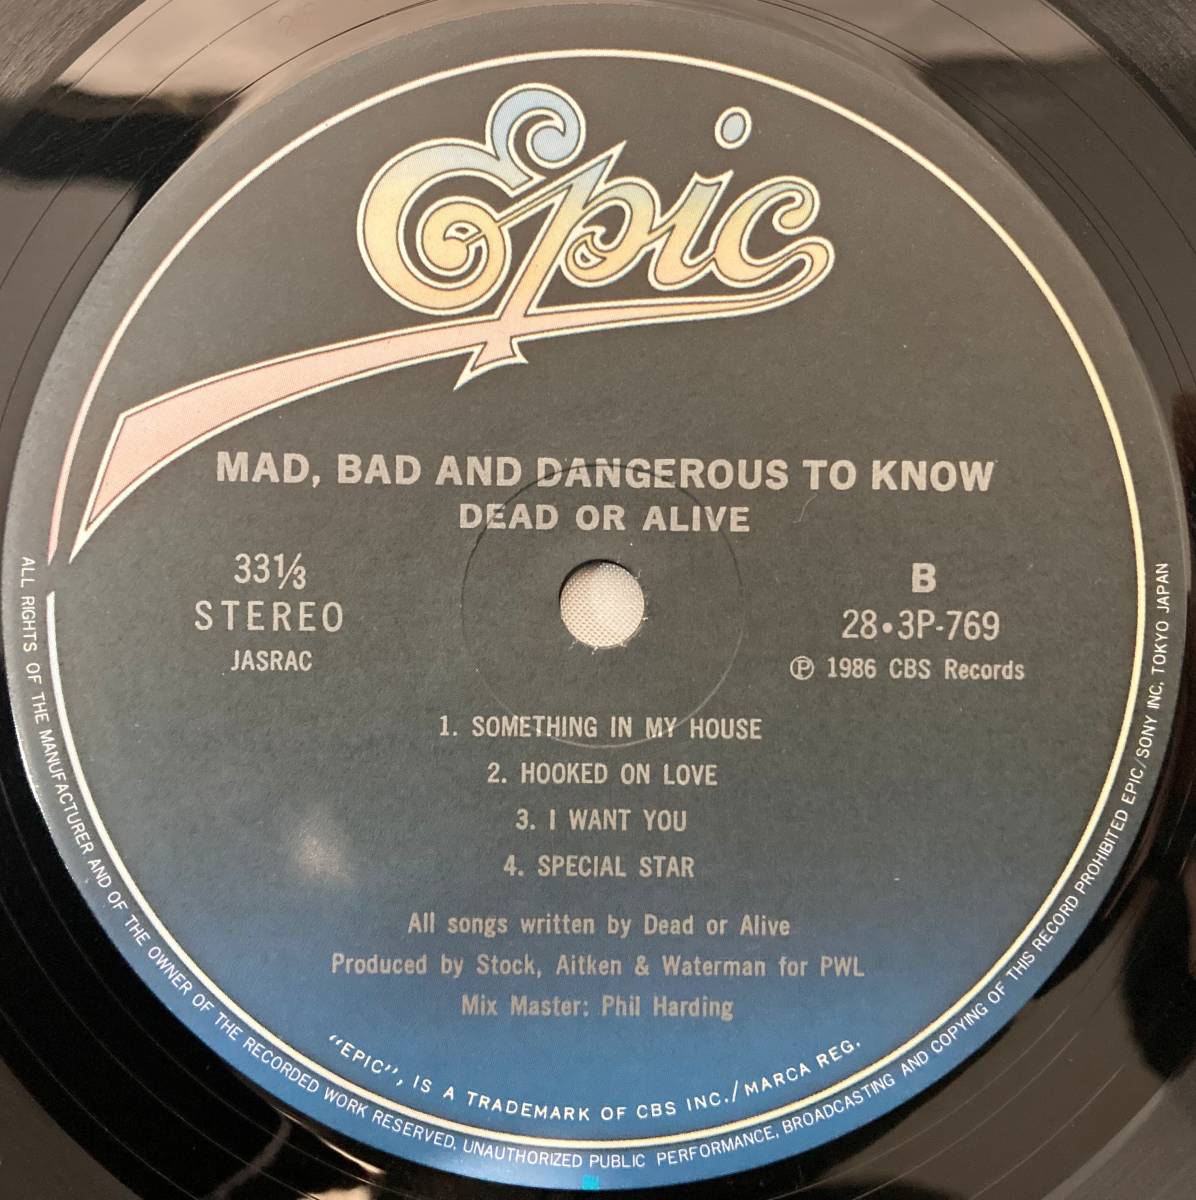 Epic
MAD, BAD AND DANGEROUS TO KNOW
DEAD OR ALIVE
33⅓
STEREO
JASRAC
B
28•3P-769
Ⓟ 1986 CBS Records
1. SOMETHING IN MY HOUSE
2. HOOKED ON LOVE
3. I WANT YOU
4. SPECIAL STAR
All songs written by Dead or Alive
Produced by Stock, Aitken & Waterman for PWL
Mix Master: Phil Harding
"EPIC", IS A TRADEMARK OF CBS INC./MARCA REG.
ALL RIGHTS OF THE MANUFACTURER AND OF THE OWNER OF THE RECORDED WORK RESERVED. UNAUTHORIZED PUBLIC PERFORMANCE, BROADCASTING AND COPYING OF THIS RECORD PROHIBITED EPIC/SONY INC, TOKYO JAPAN